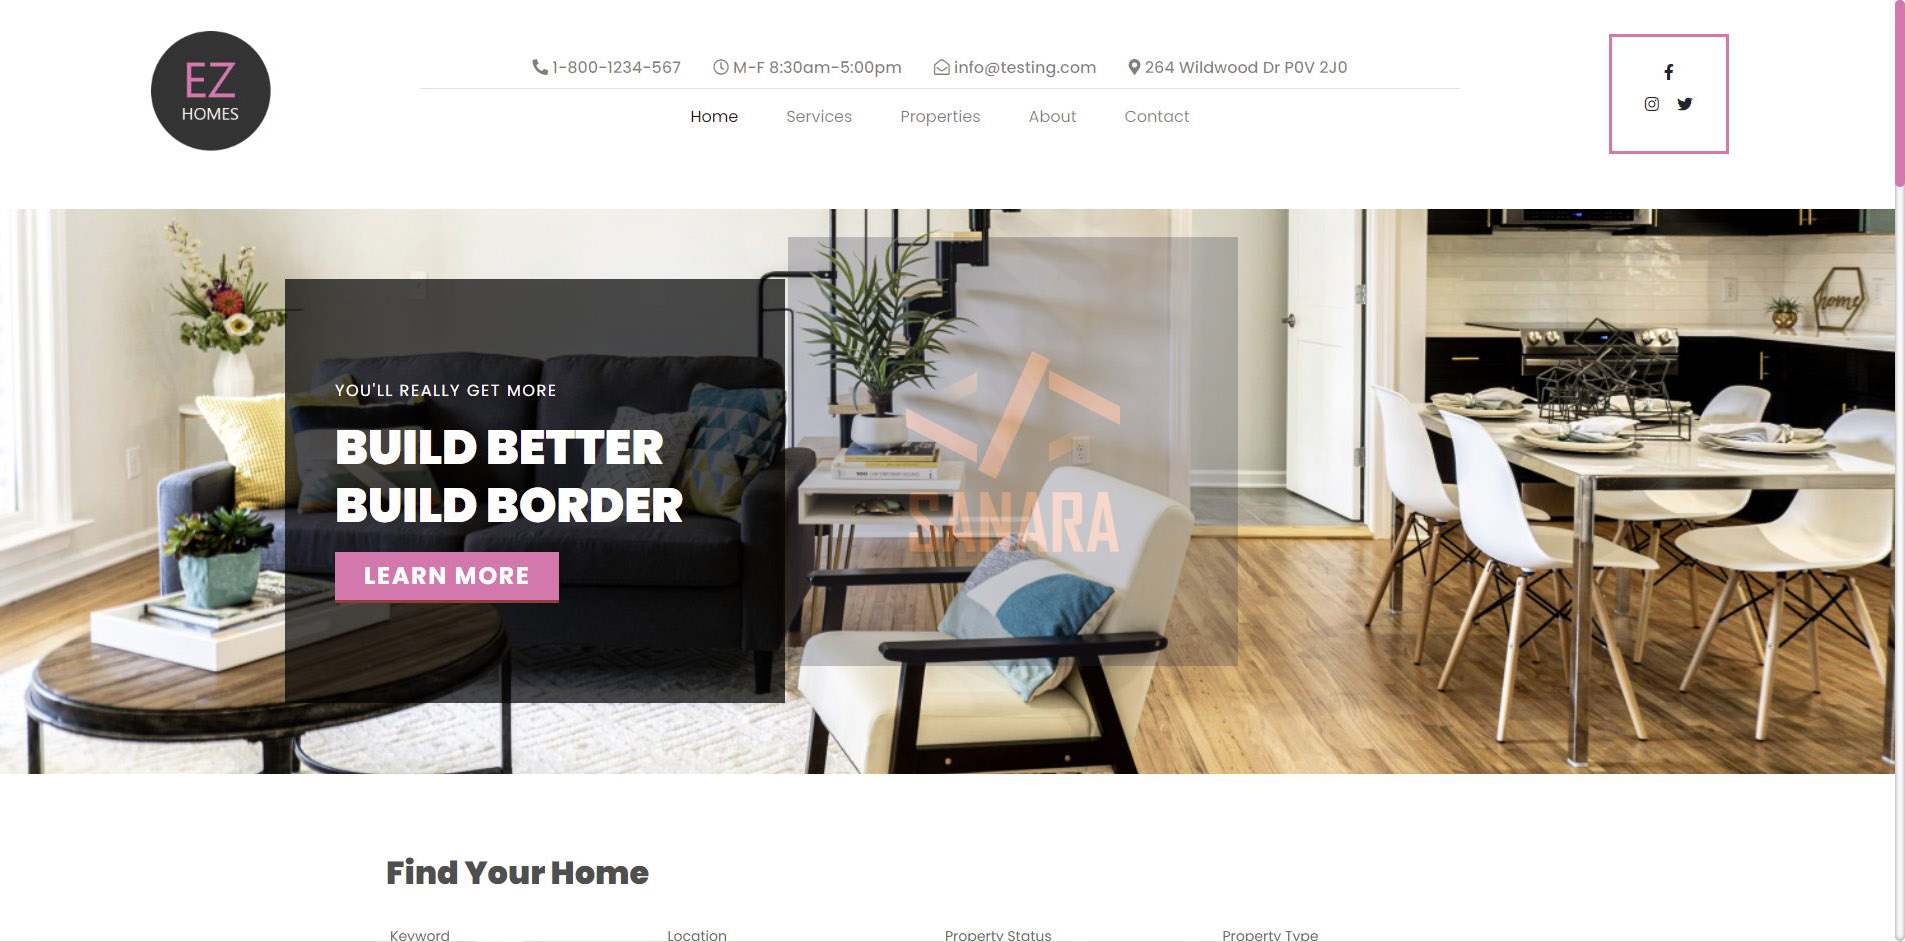 EZ
HOMES
1-800-1234-567 M-F 8:30am-5:00pm info@testing.com 264 Wildwood Dr P0V 2J0
Home Services Properties About Contact
home
YOU'LL REALLY GET MORE
BUILD BETTER
BUILD BORDER
LEARN MORE
SANARA
Find Your Home
Keyword Location Property Status Property Type